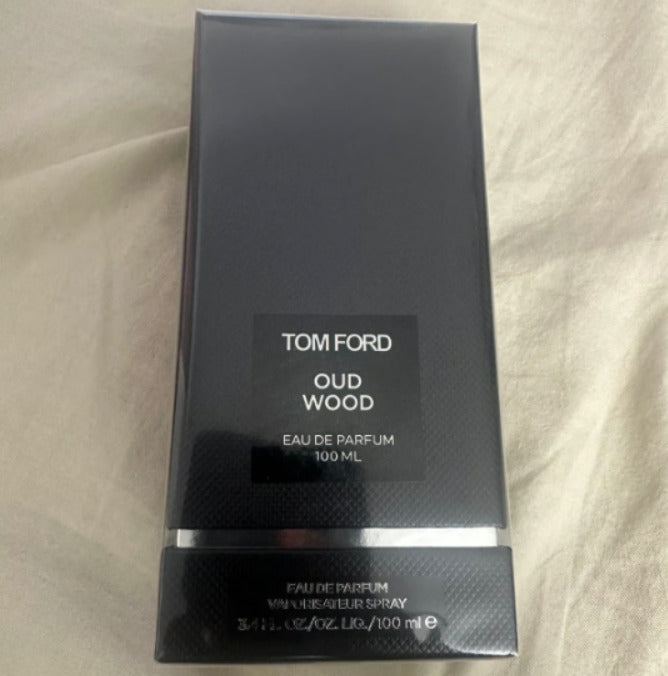 TOM FORD
OUD
WOOD
EAU DE PARFUM
100 ML
EAU DE PARFUM
VAPORISATEUR SPRAY
3.4 FL. OZ./OZ. LIQ./100 ml ℮